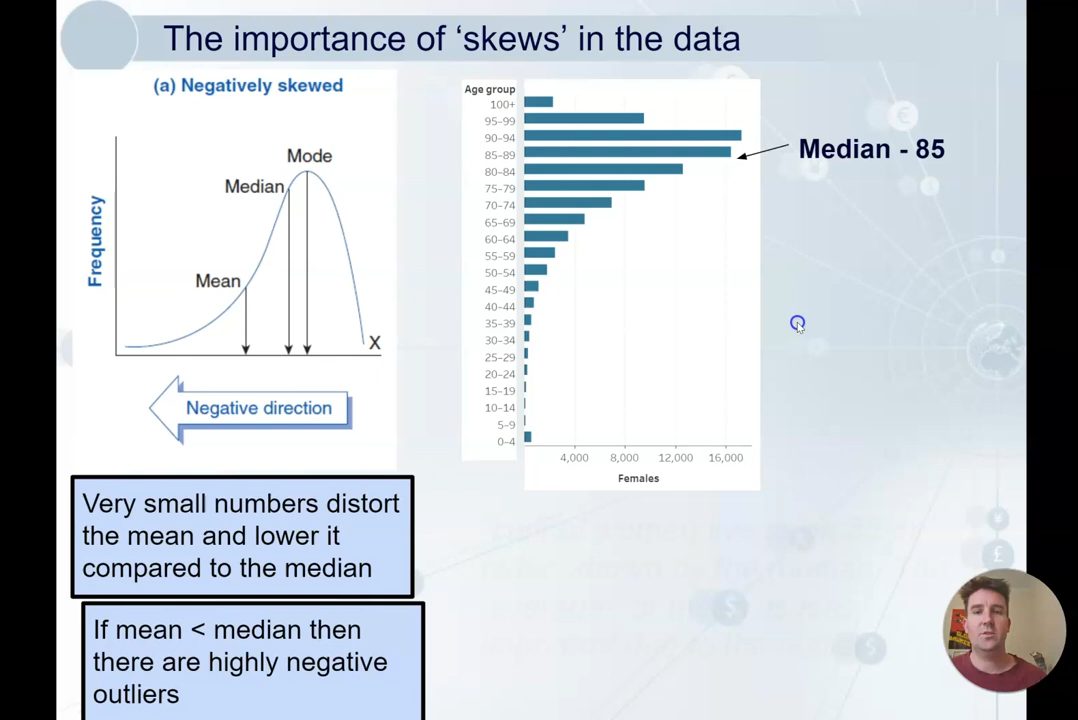 The importance of ‘skews’ in the data
(a) Negatively skewed
Mode
Median
Mean
Frequency
X
Negative direction
Age group
100+
95–99
90–94
85–89
80–84
75–79
70–74
65–69
60–64
55–59
50–54
45–49
40–44
35–39
30–34
25–29
20–24
15–19
10–14
5–9
0–4
4,000 8,000 12,000 16,000
Females
Median - 85
Very small numbers distort
the mean and lower it
compared to the median
If mean < median then
there are highly negative
outliers